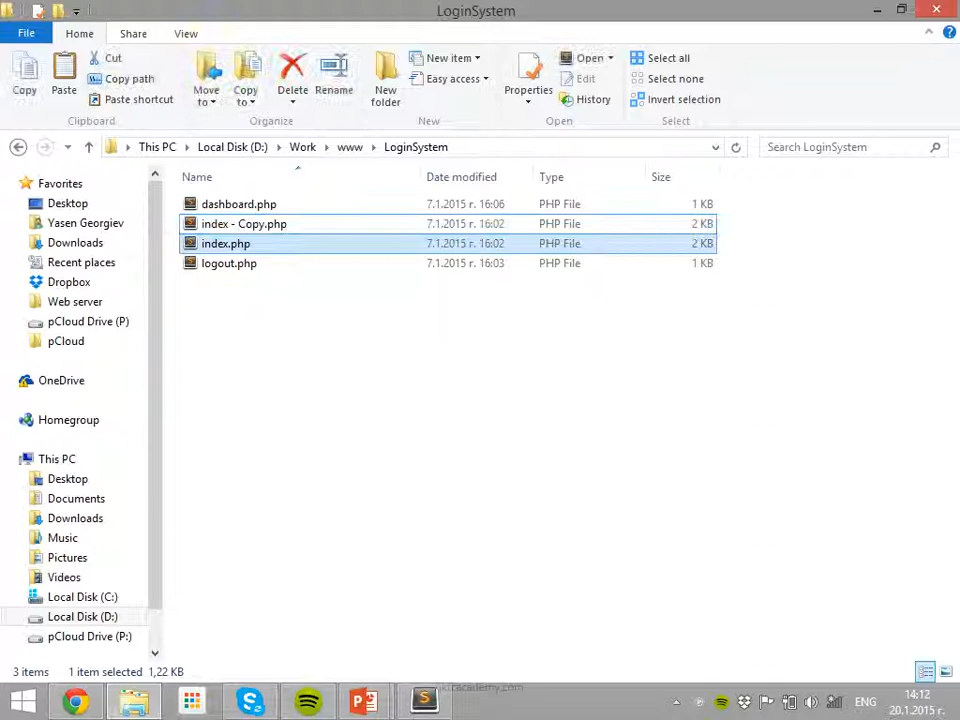 LoginSystem
File Home Share View
Copy
Paste
Cut
Copy path
Paste shortcut
Clipboard
Move to
Copy to
Delete
Rename
Organize
New folder
New item
Easy access
New
Properties
Open
Edit
History
Open
Select all
Select none
Invert selection
Select
This PC Local Disk (D:) Work www LoginSystem
Search LoginSystem
Name Date modified Type Size
dashboard.php 7.1.2015 г. 16:06 PHP File 1 KB
index - Copy.php 7.1.2015 г. 16:02 PHP File 2 KB
index.php 7.1.2015 г. 16:02 PHP File 2 KB
logout.php 7.1.2015 г. 16:03 PHP File 1 KB
Favorites
Desktop
Yasen Georgiev
Downloads
Recent places
Dropbox
Web server
pCloud Drive (P)
pCloud
OneDrive
Homegroup
This PC
Desktop
Documents
Downloads
Music
Pictures
Videos
Local Disk (C:)
Local Disk (D:)
pCloud Drive (P:)
3 items 1 item selected 1,22 KB
ЕНГ
14:12
20.1.2015 г.